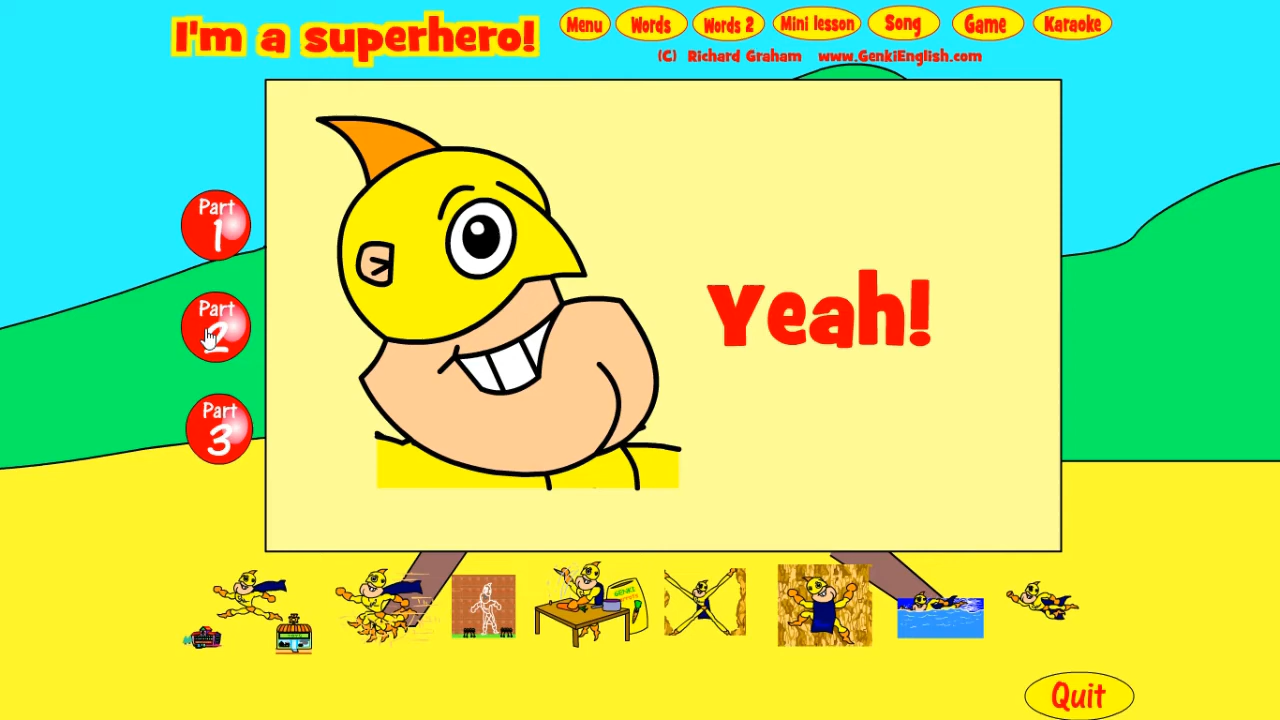 I'm a superhero!
Menu Words Words 2 Mini lesson Song Game Karaoke
(C) Richard Graham www.GenkiEnglish.com
Part
1
Part
2
Part
3
Yeah!
GENKI
Quit